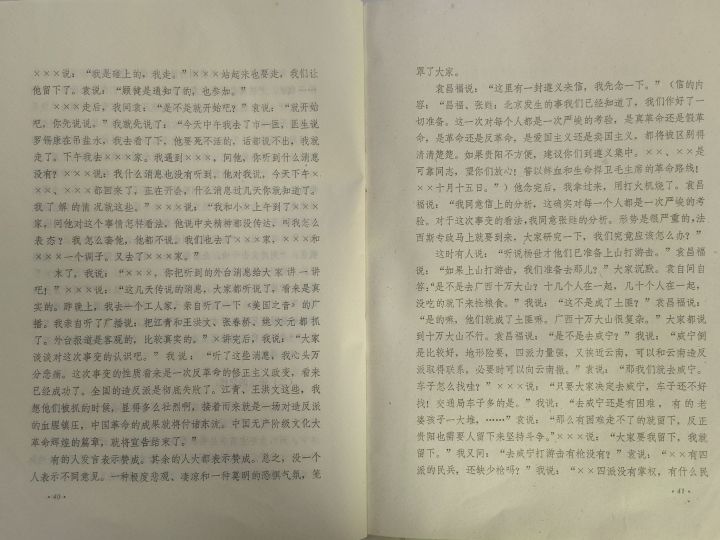 ×××说：“我是碰上的，我走。”×××站起来也要走，我们让
他留下了。袁说：“顾健是通知了的，也参加。”
×××走后，我问袁：“是不是就开始吧？”袁说：“就开始
吧，你先说说。”我就先说了：“今天中午我去了市一医，医生说
罗锡康在吊盐水，我去看了下，他要死不活的，话都说不出，我就
走了。下午我去×××家。我通到×××，问他，你听到什么消息
没有？×××说：我什么消息也没有听到，他对我讲，今天下午×
××、×××都回来了，正在开会，什么消息过几天你就知道了。
我了解的情况就这些。”×××说：“我和小×上午到了×××
家，问他对这个事情怎样看法，他说中央精神都没传达，叫我怎么
表态？我怎么套他，他都不说。我们也去了×××家，×××和
×××一个调子。又去了×××家。”
末了，我说：“×××，你把听到的外台消息给大家讲一讲
吧！”×××说：“这几天传说的消息，大家都听说了，看来是真
实的。昨晚上，我去一个工人家，亲自听了一下《美国之音》的广
播。我亲自听了广播说：把江青和王洪文、张春桥、姚文元都抓
了。外台报道是客观的，比较真实的。”×讲完后，我说：“大家
谈谈对这次事变的认识吧。”我说：“听了这些消息，我心头万
分悲痛。这次事变的性质看来是一次反革命的修正主义政变，看来
已经成功了。全国的造反派是彻底失败了。江青、王洪文这些，我
想他们被抓的时候，显得多么壮烈啊，接着而来就是一场对造反派
的血腥镇压，中国革命的成果就将付诸东流。中国无产阶级文化大
革命辉煌的篇章，就将宣告结束了。”
有的人发言表示赞成。其余的人大都表示赞成。总之，没一个
人表示不同意见。一种极度悲观、凄凉和一种莫明的恐惧气氛，笼
·40·
罩了大家。
袁昌福说：“这里有一封遵义来信，我先念一下。”（信的内
容：“昌福、张皓：北京发生的事我们已经知道了，我们作好了一
切准备。这一次对每个人都是一次严峻的考验，是真革命还是假革
命，是革命还是反革命，是爱国主义还是卖国主义，都将被区别得
清清楚楚。如果贵阳不方便，建议你们到遵义集中。××、××是
可靠同志，望你们放心！誓以鲜血和生命捍卫毛主席的革命路线！
××十月十五日。”）他念完后，我拿过来，用打火机烧了。袁昌
福说：“我同意信上的分析，这确实对每一个人都是一次严峻的考
验。对于这次事变的看法，我同意张皓的分析。形势是很严重的，法
西斯专政马上就要到来，大家研究一下，我们究竟应该怎么办？”
这时有人说：“听说杨世才他们已准备上山打游击。”袁昌福
说：“如果上山打游击，我们准备去那儿？”大家沉默。袁自问自
答：“是不是去广西十万大山？十几个人在一起，几十个人在一起，
没吃的就下来抢粮食。”我说：“这不是成了土匪？”袁昌福说：
“是的嘛，他们就成了土匪嘛。广西十万大山很复杂。”大家都说
到十万大山不行。袁昌福说：“是不是去威宁？”我说：“威宁倒
是比较好，地形险要，四派力量强，又挨近云南，可以和云南造反
派取得联系，必要时可以向云南撤。”袁说：“那我们就去威宁。
车子怎么找哇？”×××说：“只要大家决定去威宁，车子还不好
找！交通局车子多的是。”我说：“去威宁还是有困难，有的老
婆孩子一大堆，……”袁说：“那么有困难走不了的就留下，反正
贵阳也需要人留下来坚持斗争。”×××说：“大家要我留下，我就
留下。”我又问：“去威宁打游击有枪没有？”袁说：“××有四
派的民兵，还缺少枪吗？”我说：“××四派没有掌权，有什么民
·41·